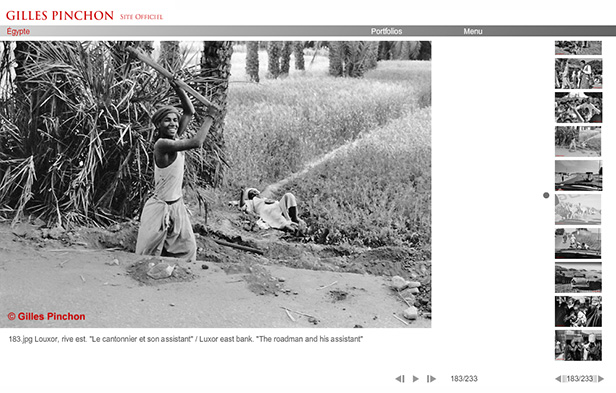 GILLES PINCHON SITE OFFICIEL
Égypte Portfolios Menu
© Gilles Pinchon
183.jpg Louxor, rive est. "Le cantonnier et son assistant" / Luxor east bank. "The roadman and his assistant"
183/233 183/233